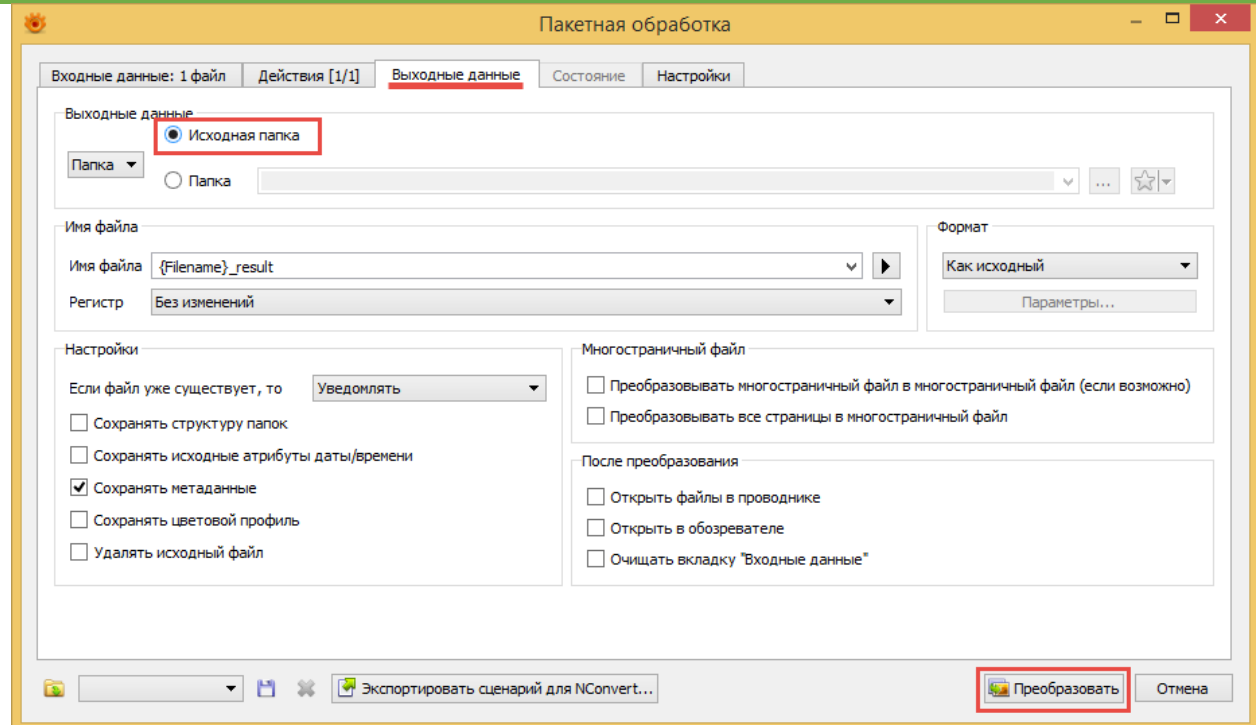 Пакетная обработка
Входные данные: 1 файл
Действия [1/1]
Выходные данные
Состояние
Настройки
Выходные данные
Исходная папка
Папка
Папка
...
Имя файла
Имя файла {Filename}_result
Регистр Без изменений
Формат
Как исходный
Параметры...
Настройки
Если файл уже существует, то Уведомлять
Сохранять структуру папок
Сохранять исходные атрибуты даты/времени
Сохранять метаданные
Сохранять цветовой профиль
Удалять исходный файл
Многостраничный файл
Преобразовывать многостраничный файл в многостраничный файл (если возможно)
Преобразовывать все страницы в многостраничный файл
После преобразования
Открыть файлы в проводнике
Открыть в обозревателе
Очищать вкладку "Входные данные"
Экспортировать сценарий для NConvert...
Преобразовать
Отмена